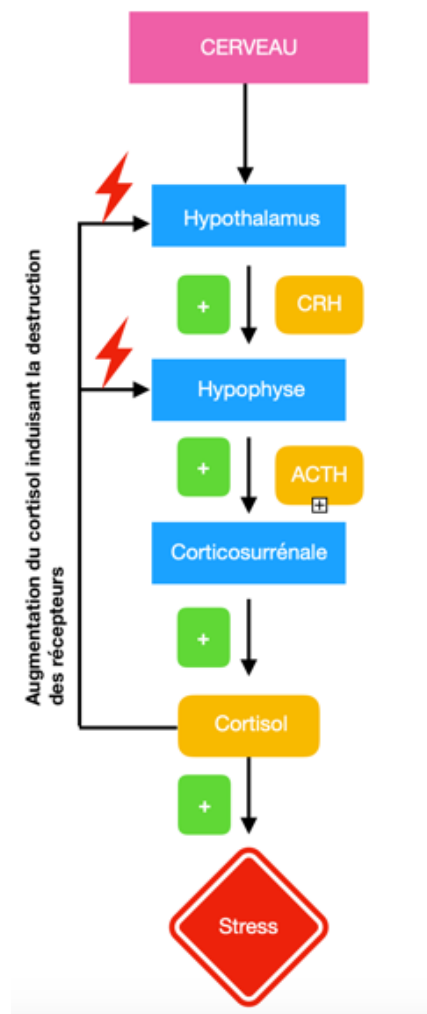 CERVEAU
Hypothalamus
+
CRH
Hypophyse
+
ACTH
Corticosurrénale
+
Cortisol
+
Stress
Augmentation du cortisol induisant la destruction
des récepteurs